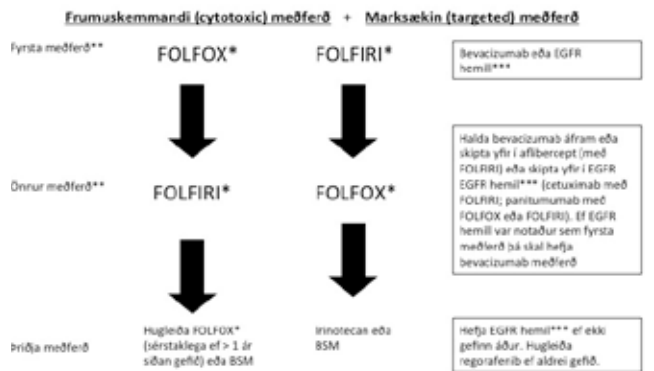 Frumuskemmandi (cytotoxic) meðferð + Marksækin (targeted) meðferð
Fyrsta meðferð**
FOLFOX*
FOLFIRI*
Bevacizumab eða EGFR
hemill***
Önnur meðferð**
FOLFIRI*
FOLFOX*
Halda bevacizumab áfram eða
skipta yfir í aflibercept (með
FOLFIRI) eða skipta yfir í EGFR
EGFR hemil*** (cetuximab með
FOLFIRI; panitumumab með
FOLFOX eða FOLFIRI). Ef EGFR
hemill var notaður sem fyrsta
meðferð þá skal hefja
bevacizumab meðferð
Þriðja meðferð
Hugleiða FOLFOX*
(sérstaklega ef > 1 ár
síðan gefið) eða BSM
Irinotecan eða
BSM
Hefja EGFR hemil*** ef ekki
gefinn áður. Hugleiða
regorafenib ef aldrei gefið.